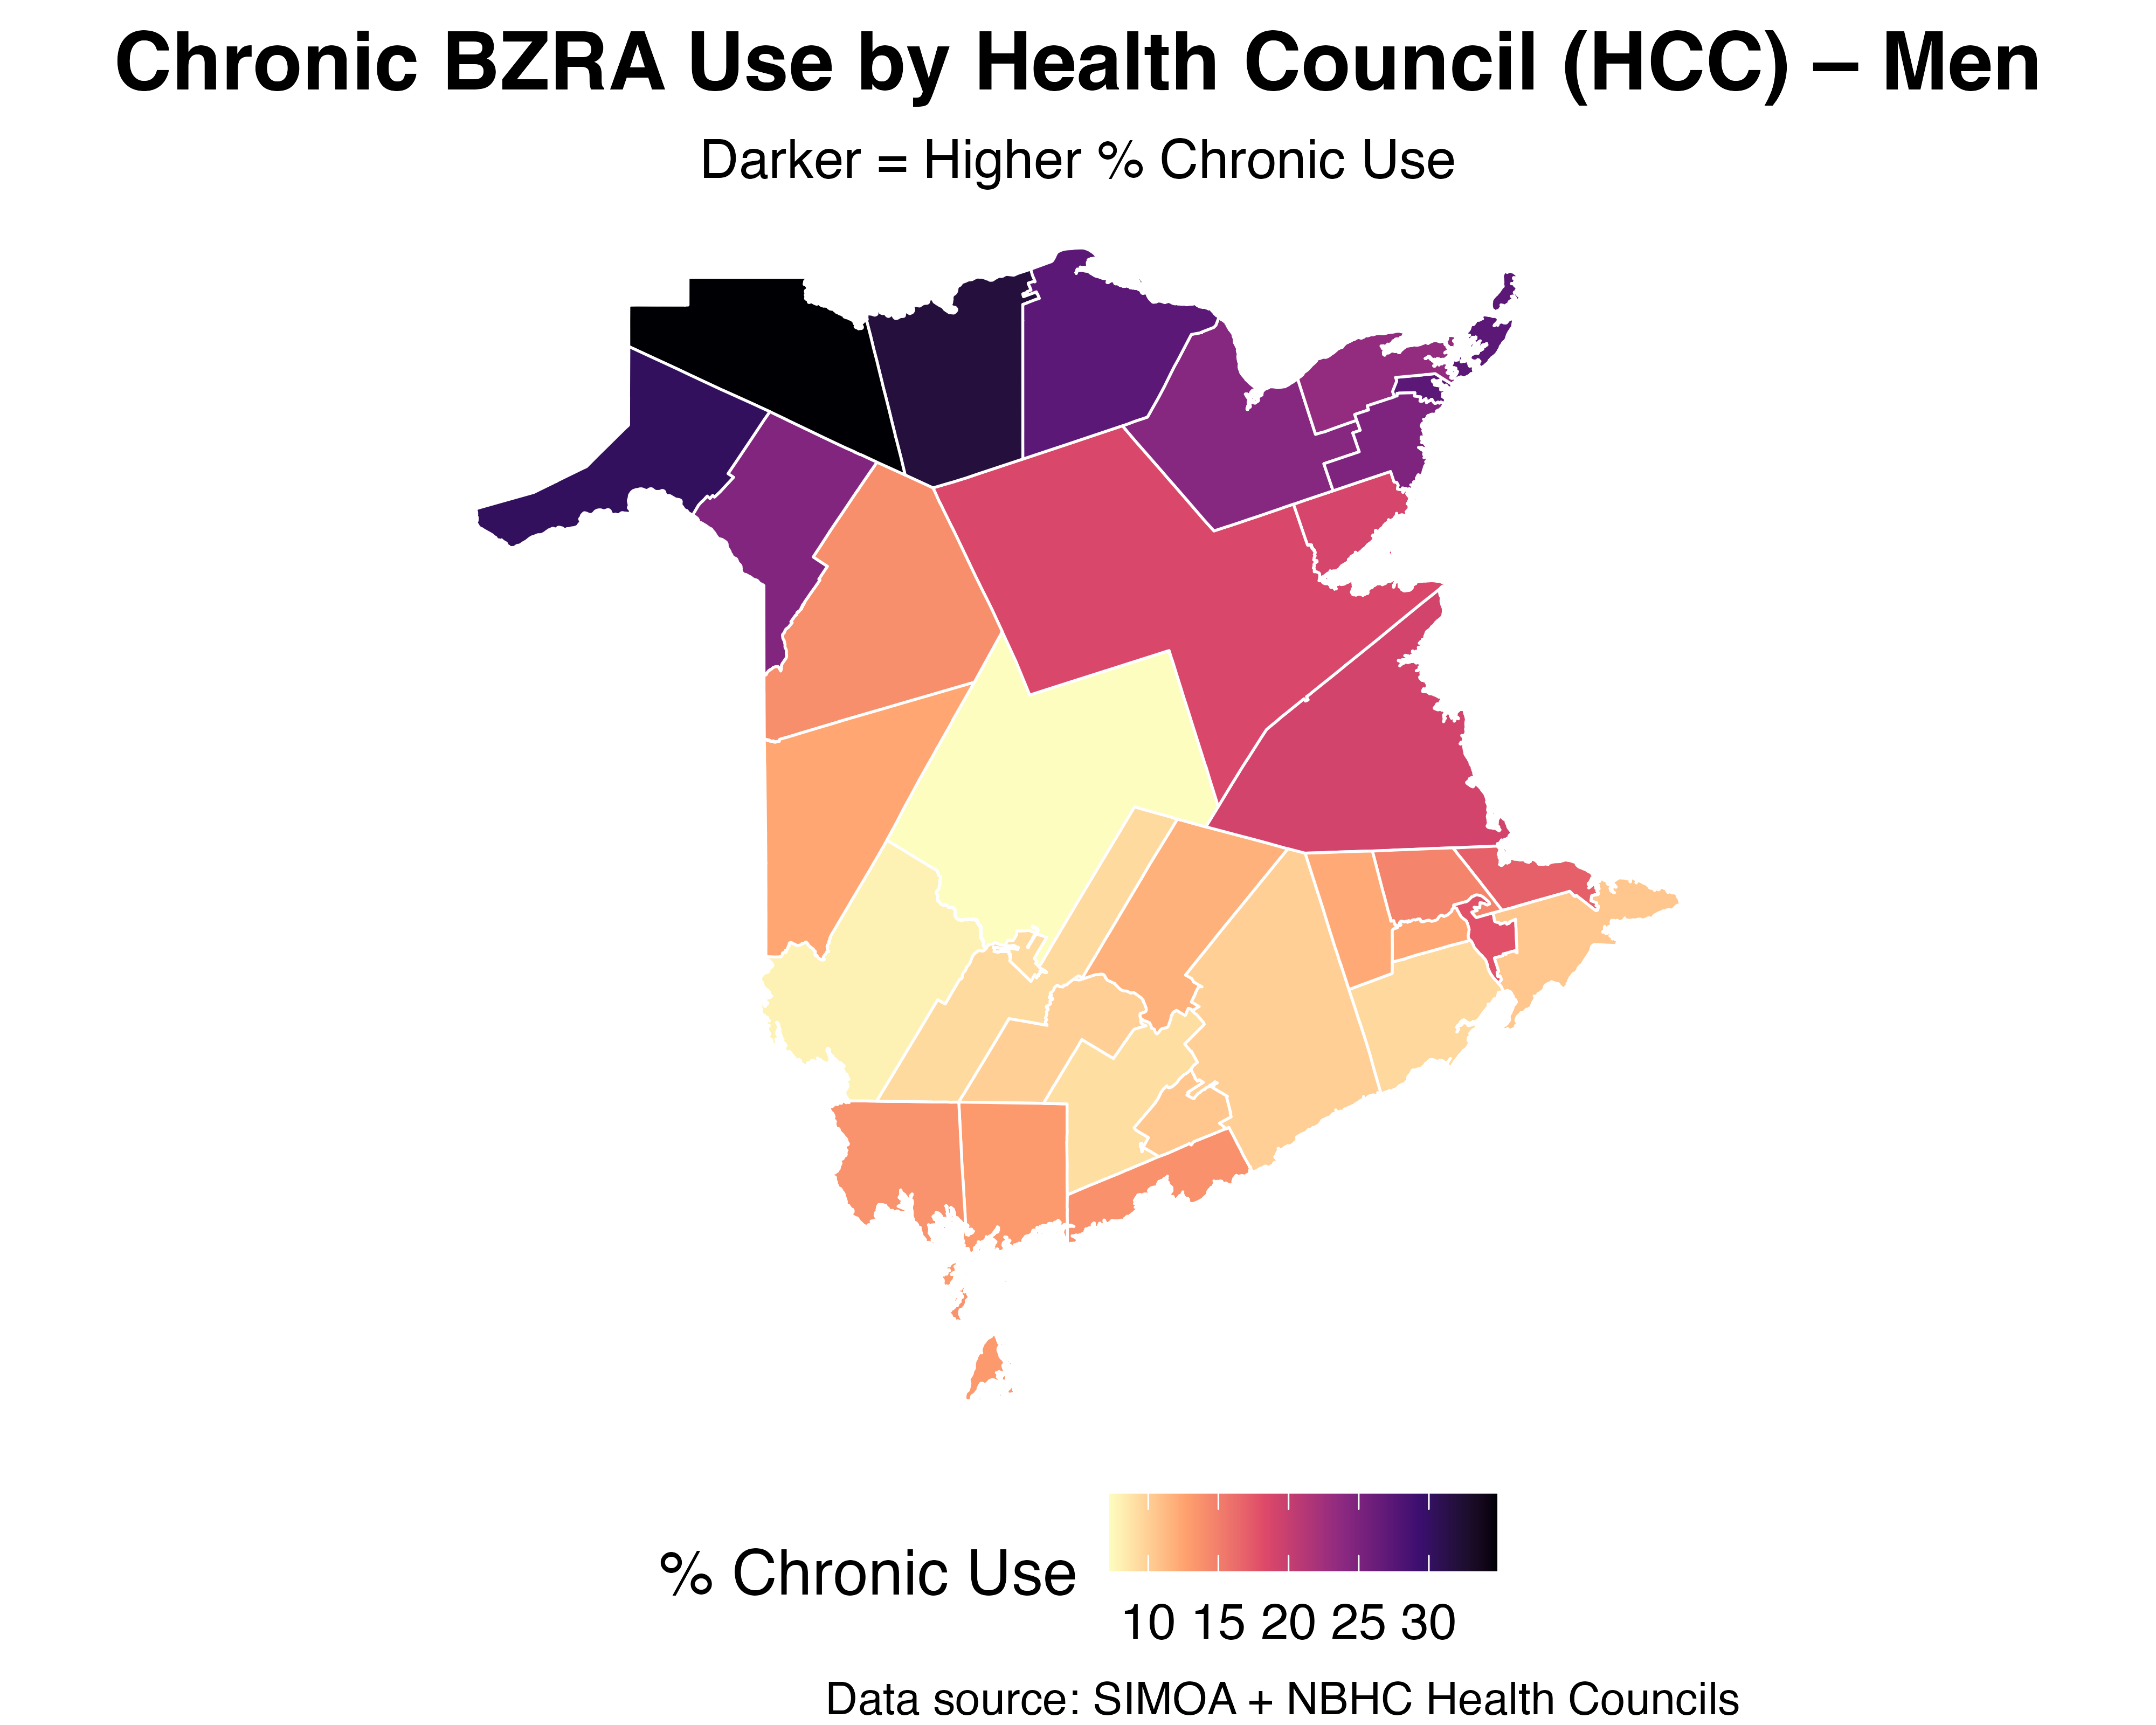 Chronic BZRA Use by Health Council (HCC) – Men
Darker = Higher % Chronic Use
% Chronic Use
10 15 20 25 30
Data source: SIMOA + NBHC Health Councils